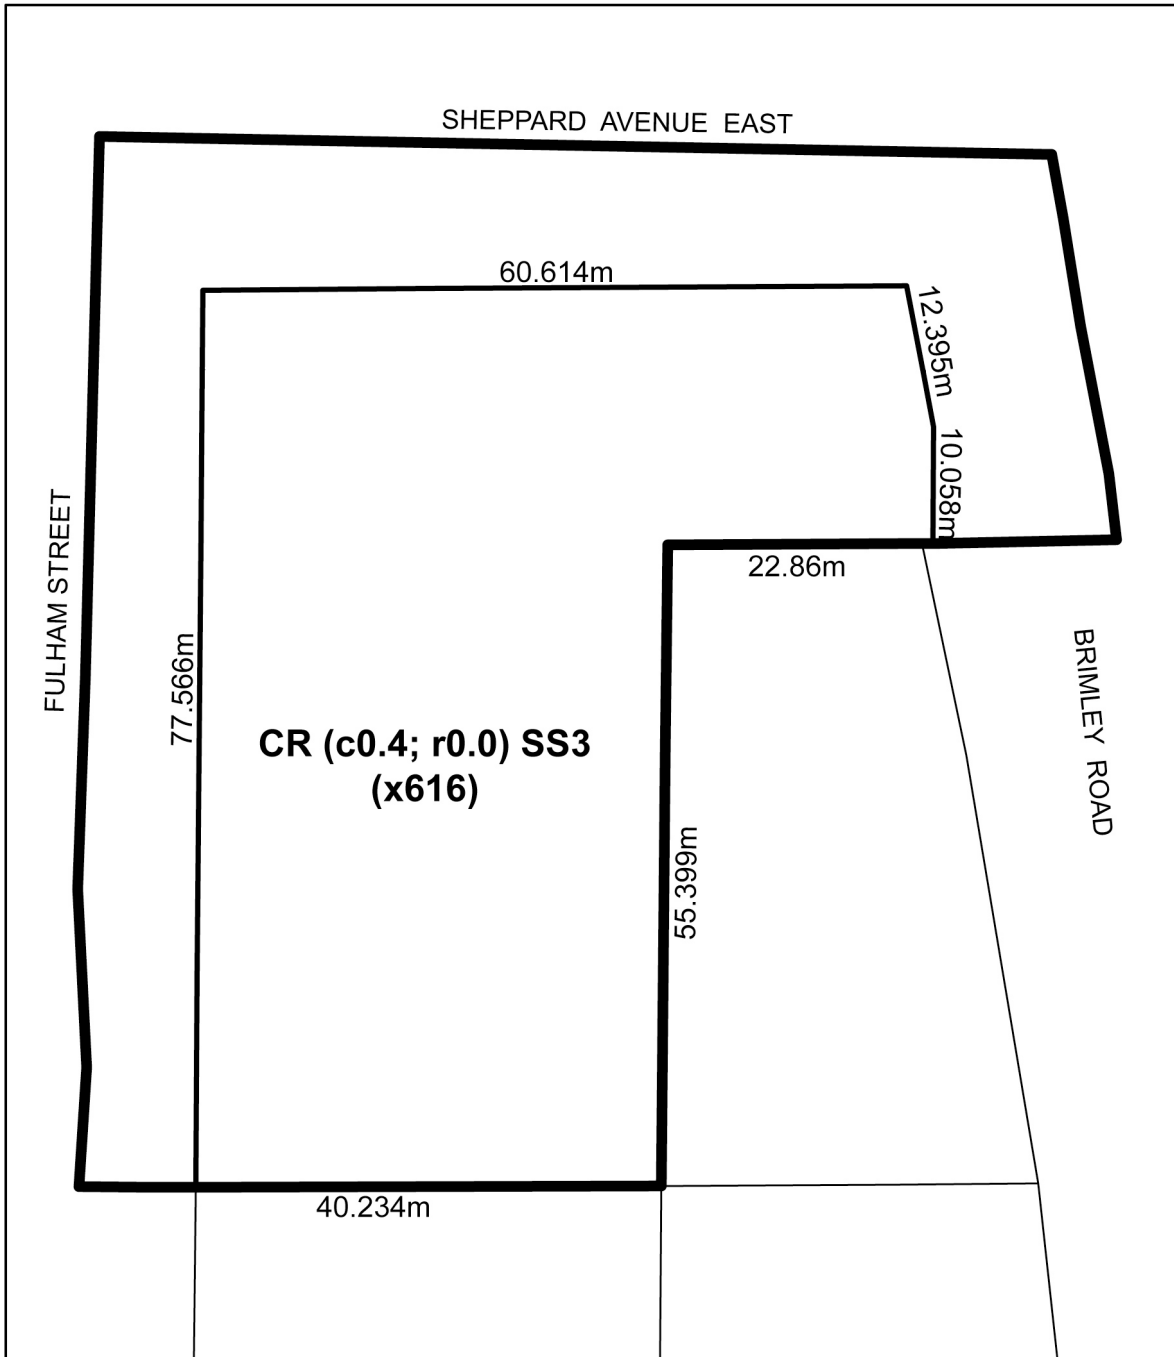 SHEPPARD AVENUE EAST
60.614m
12.395m
10.058m
FULHAM STREET
22.86m
77.566m
BRIMLEY ROAD
CR (c0.4; r0.0) SS3
(x616)
55.399m
40.234m